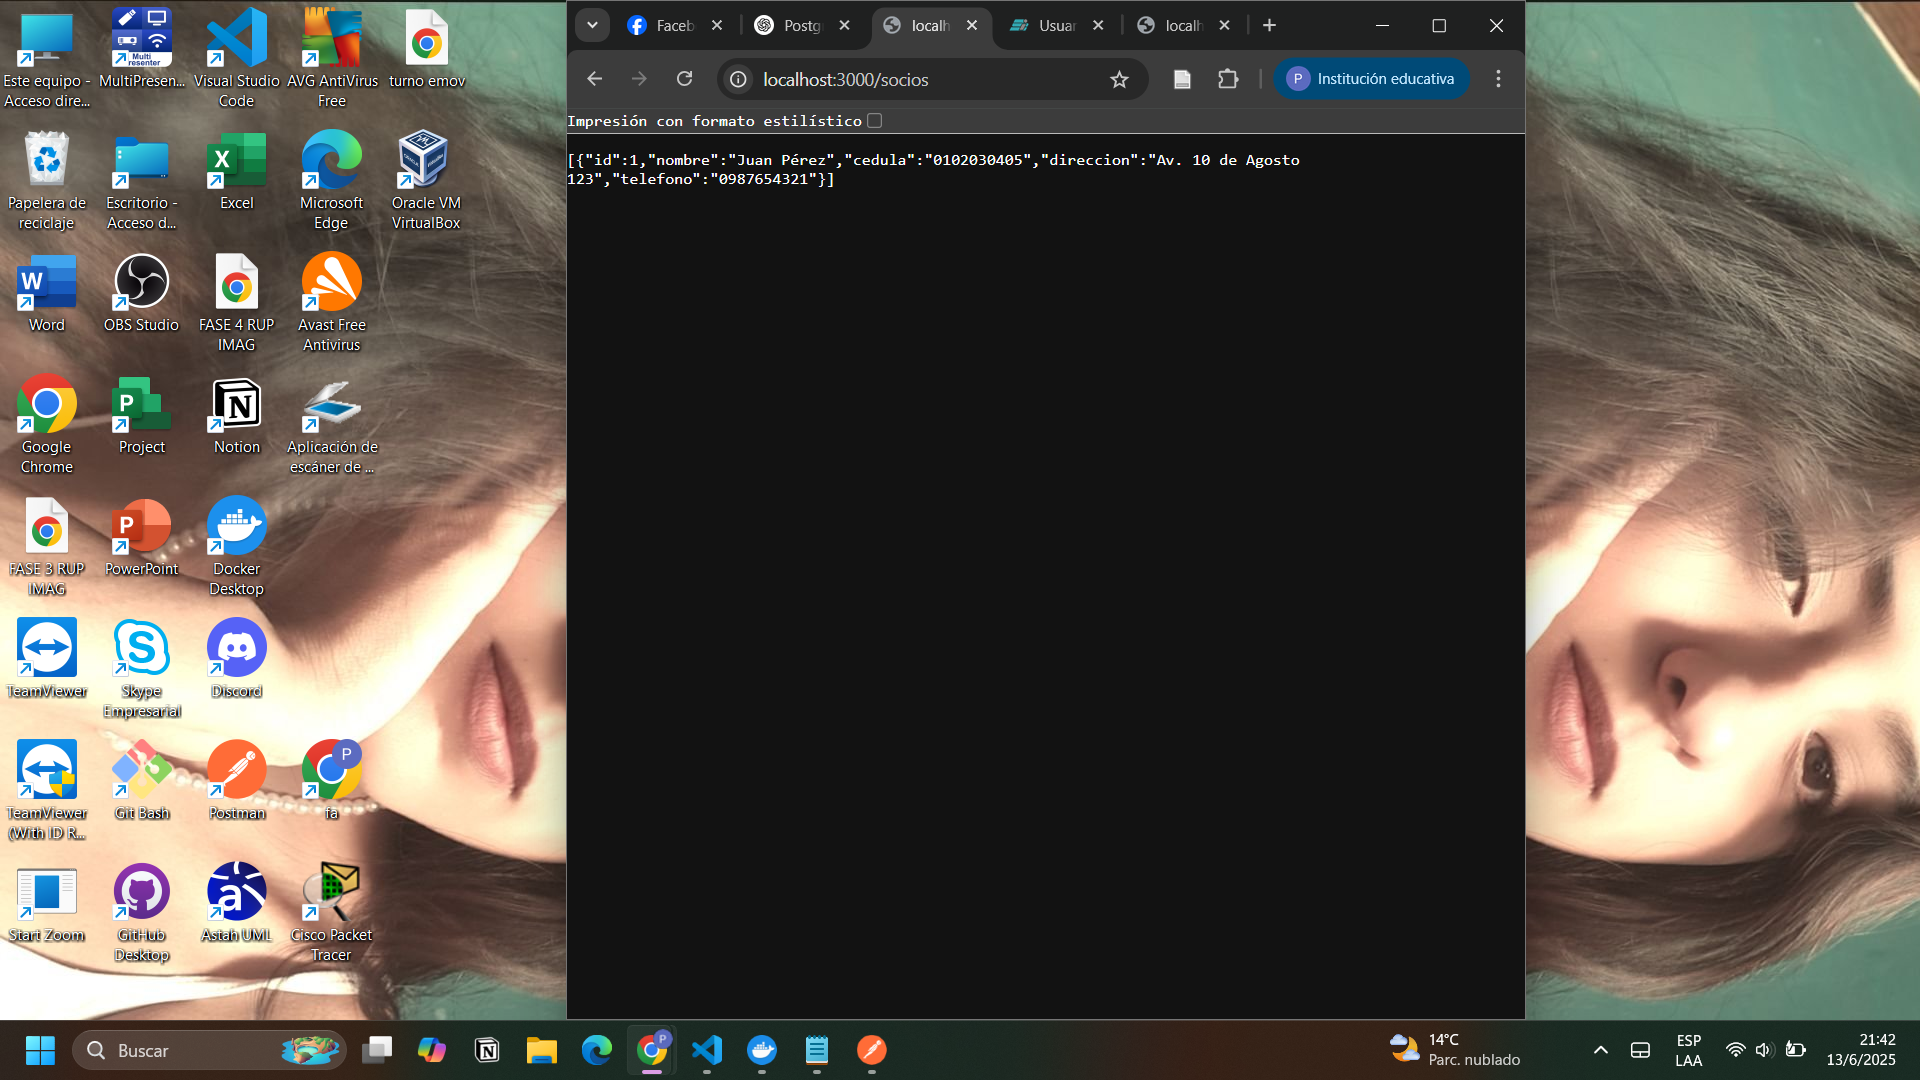 Este equipo -
Acceso dire...
MultiPresen...
Visual Studio
Code
AVG AntiVirus
Free
turno emov
Papelera de
reciclaje
Escritorio -
Acceso d...
Excel
Microsoft
Edge
Oracle VM
VirtualBox
Word
OBS Studio
FASE 4 RUP
IMAG
Avast Free
Antivirus
Google
Chrome
Project
Notion
Aplicación de
escáner de ...
FASE 3 RUP
IMAG
PowerPoint
Docker
Desktop
TeamViewer
Skype
Empresarial
Discord
TeamViewer
(With ID R...
Git Bash
Postman
fa
Start Zoom
GitHub
Desktop
Astah UML
Cisco Packet
Tracer
Multi
presenter
Faceb
Postg
localh
Usuar
localh
localhost:3000/socios
P
Institución educativa
Impresión con formato estilístico
[{"id":1,"nombre":"Juan Pérez","cedula":"0102030405","direccion":"Av. 10 de Agosto
123","telefono":"0987654321"}]
Buscar
14°C
Parc. nublado
ESP
LAA
21:42
13/6/2025